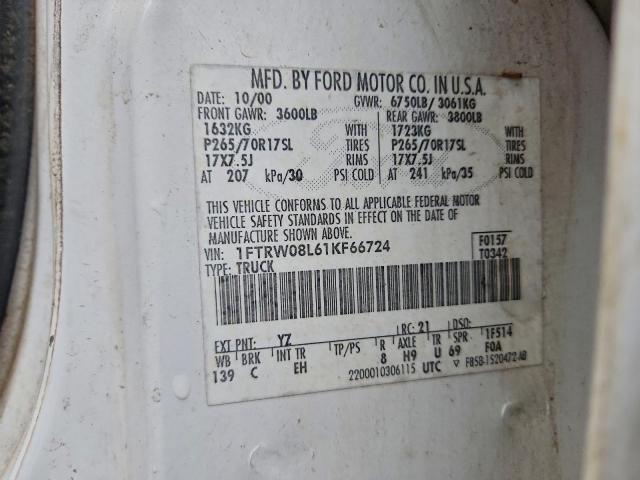 MFD. BY FORD MOTOR CO. IN U.S.A.
DATE: 10/00 GVWR: 6750LB/ 3061KG
FRONT GAWR: 3600LB REAR GAWR: 3800LB
1632KG WITH 1723KG WITH
P265/70R17SL TIRES P265/70R17SL TIRES
17X7.5J RIMS 17X7.5J RIMS
AT 207 kPa/30 PSI COLD AT 241 kPa/35 PSI COLD
THIS VEHICLE CONFORMS TO ALL APPLICABLE FEDERAL MOTOR
VEHICLE SAFETY STANDARDS IN EFFECT ON THE DATE OF
MANUFACTURE SHOWN ABOVE.
VIN: 1FTRW08L61KF66724 F0157
TYPE: TRUCK T0342
EXT PNT: YZ RC: 21 DSO:
WB BRK INT TR TP/PS R AXLE TR SPR 1F514
139 C EH 8 H9 U 69 F0A
2200010306115 UTC F85B-1520472-AB